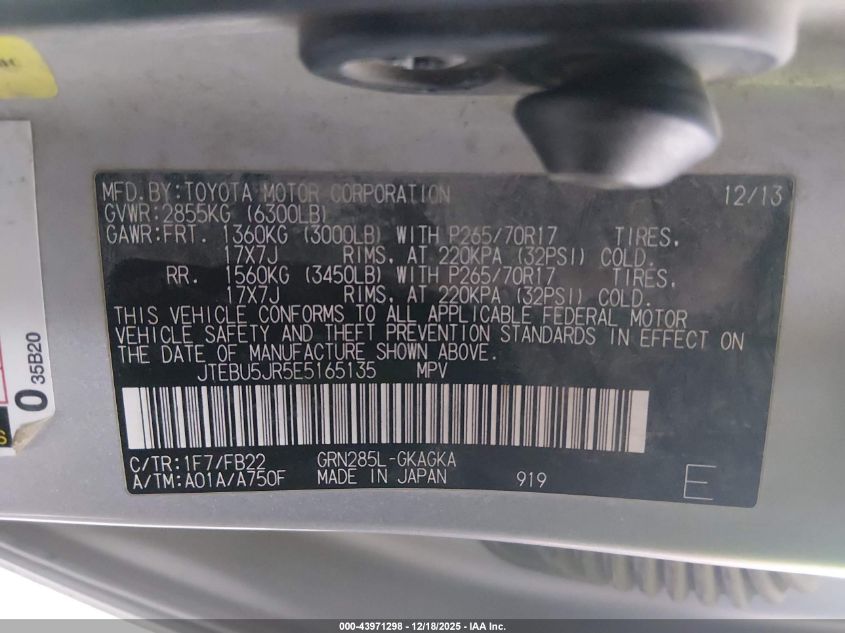 MFD. BY: TOYOTA MOTOR CORPORATION 12/13
GVWR: 2855KG (6300LB)
GAWR: FRT. 1360KG (3000LB) WITH P265/70R17 TIRES,
17X7J RIMS, AT 220KPA (32PSI) COLD.
RR. 1560KG (3450LB) WITH P265/70R17 TIRES,
17X7J RIMS, AT 220KPA (32PSI) COLD.
THIS VEHICLE CONFORMS TO ALL APPLICABLE FEDERAL MOTOR
VEHICLE SAFETY AND THEFT PREVENTION STANDARDS IN EFFECT ON
THE DATE OF MANUFACTURE SHOWN ABOVE.
JTEBU5JR5E5165135 MPV
C/TR: 1F7/FB22 GRN285L-GKAGKA
A/TM: A01A/A750F MADE IN JAPAN 919 E
0 35B20
000-43971298 - 12/18/2025 - IAA Inc.